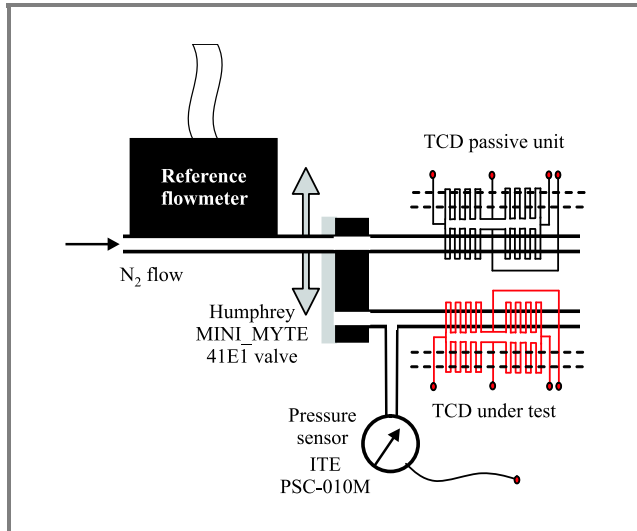 TCD passive unit
Reference
flowmeter
N₂ flow
Humphrey
MINI_MYTE
41E1 valve
TCD under test
Pressure
sensor
ITE
PSC-010M